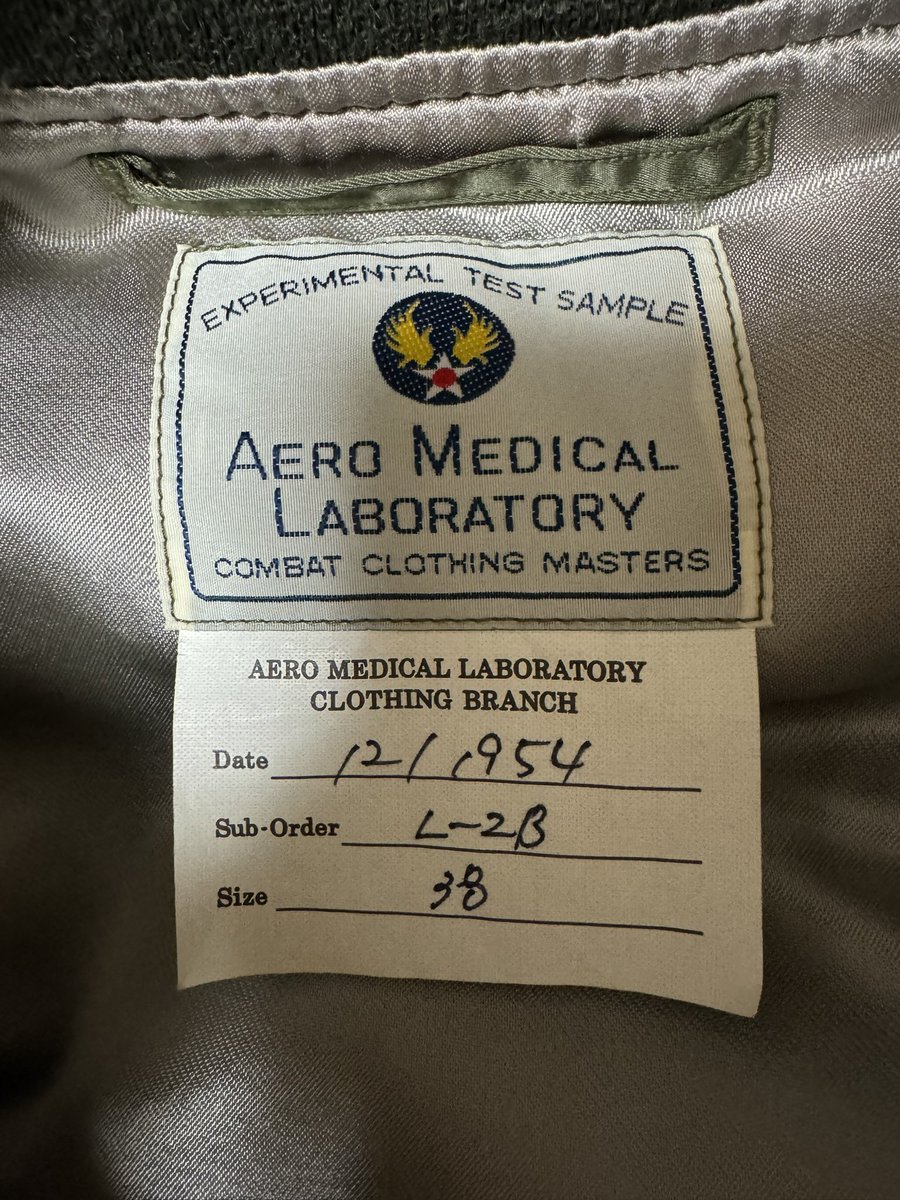 EXPERIMENTAL TEST SAMPLE
AERO MEDICAL
LABORATORY
COMBAT CLOTHING MASTERS
AERO MEDICAL LABORATORY
CLOTHING BRANCH
Date 12/1954
Sub-Order L-2B
Size 38